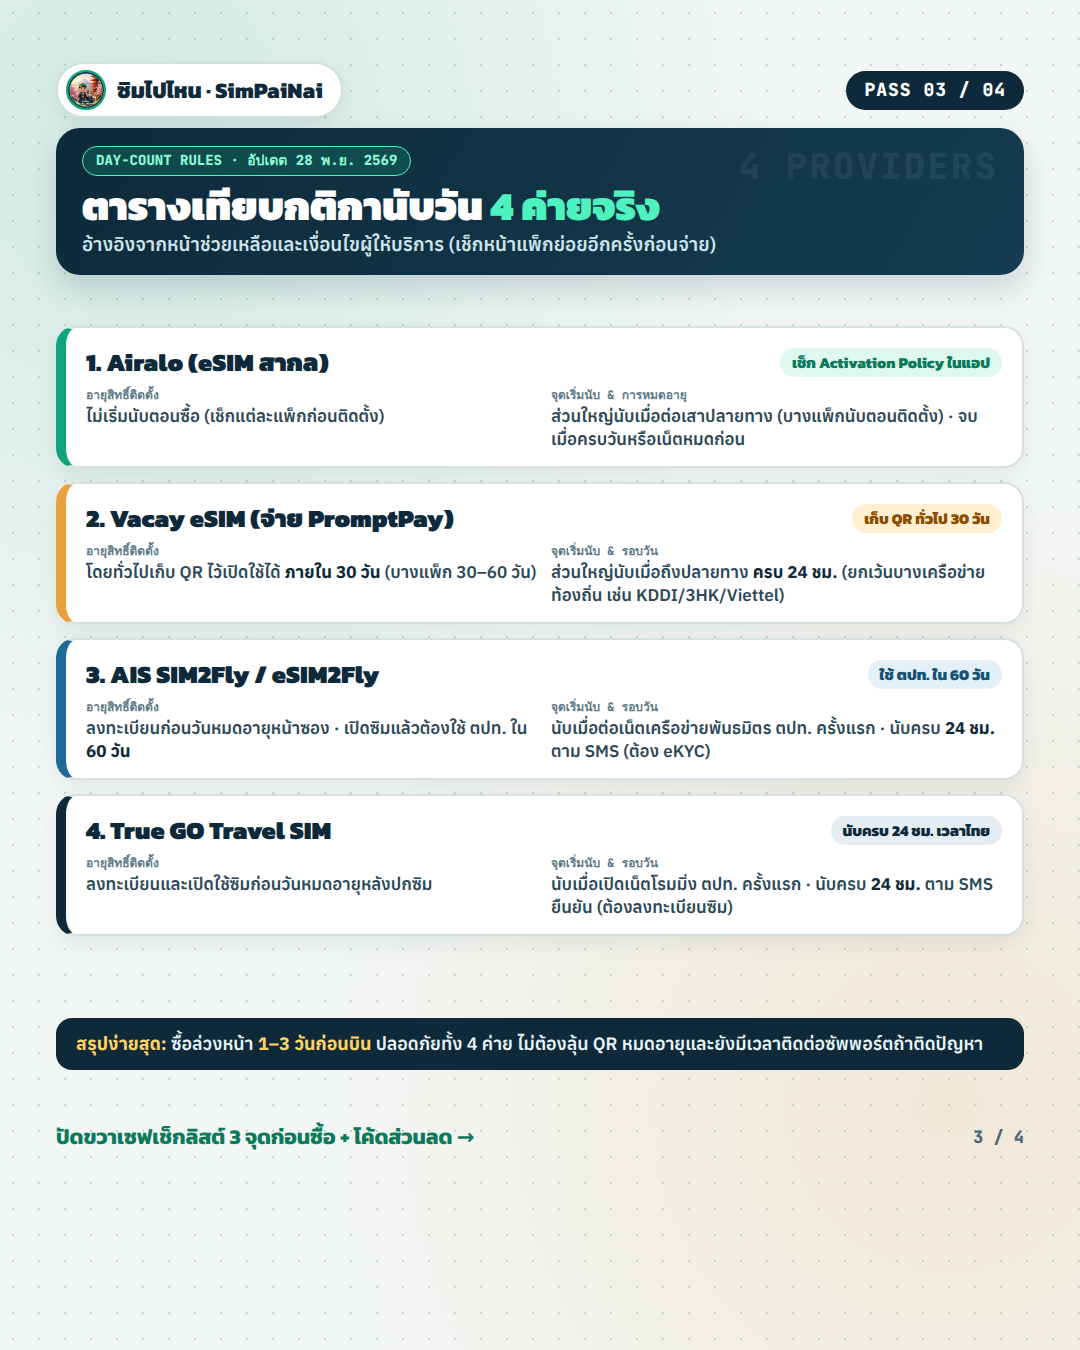 ซิมไปไหน · SimPaiNai
PASS 03 / 04
DAY-COUNT RULES · อัปเดต 28 พ.ย. 2569
4 PROVIDERS
ตารางเทียบกติกานับวัน 4 ค่ายจริง
อ้างอิงจากหน้าช่วยเหลือและเงื่อนไขผู้ให้บริการ (เช็กหน้าแพ็กย่อยอีกครั้งก่อนจ่าย)
1. Airalo (eSIM สากล)
เช็ก Activation Policy ในแอป
อายุสิทธิ์ติดตั้ง
ไม่เริ่มนับตอนซื้อ (เช็กแต่ละแพ็กก่อนติดตั้ง)
จุดเริ่มนับ & การหมดอายุ
ส่วนใหญ่นับเมื่อต่อเสาปลายทาง (บางแพ็กนับตอนติดตั้ง) · จบ
เมื่อครบวันหรือเน็ตหมดก่อน
2. Vacay eSIM (จ่าย PromptPay)
เก็บ QR ทั่วไป 30 วัน
อายุสิทธิ์ติดตั้ง
โดยทั่วไปเก็บ QR ไว้เปิดใช้ได้ ภายใน 30 วัน (บางแพ็ก 30–60 วัน)
จุดเริ่มนับ & รอบวัน
ส่วนใหญ่นับเมื่อถึงปลายทาง ครบ 24 ชม. (ยกเว้นบางเครือข่าย
ท้องถิ่น เช่น KDDI/3HK/Viettel)
3. AIS SIM2Fly / eSIM2Fly
ใช้ ตปท. ใน 60 วัน
อายุสิทธิ์ติดตั้ง
ลงทะเบียนก่อนวันหมดอายุหน้าซอง · เปิดซิมแล้วต้องใช้ ตปท. ใน
60 วัน
จุดเริ่มนับ & รอบวัน
นับเมื่อต่อเน็ตเครือข่ายพันธมิตร ตปท. ครั้งแรก · นับครบ 24 ชม.
ตาม SMS (ต้อง eKYC)
4. True GO Travel SIM
นับครบ 24 ชม. เวลาไทย
อายุสิทธิ์ติดตั้ง
ลงทะเบียนและเปิดใช้ซิมก่อนวันหมดอายุหลังปกซิม
จุดเริ่มนับ & รอบวัน
นับเมื่อเปิดเน็ตโรมมิ่ง ตปท. ครั้งแรก · นับครบ 24 ชม. ตาม SMS
ยืนยัน (ต้องลงทะเบียนซิม)
สรุปง่ายสุด: ซื้อล่วงหน้า 1–3 วันก่อนบิน ปลอดภัยทั้ง 4 ค่าย ไม่ต้องลุ้น QR หมดอายุและยังมีเวลาติดต่อซัพพอร์ตถ้าติดปัญหา
ปัดขวาเซฟเช็กลิสต์ 3 จุดก่อนซื้อ + โค้ดส่วนลด →
3 / 4